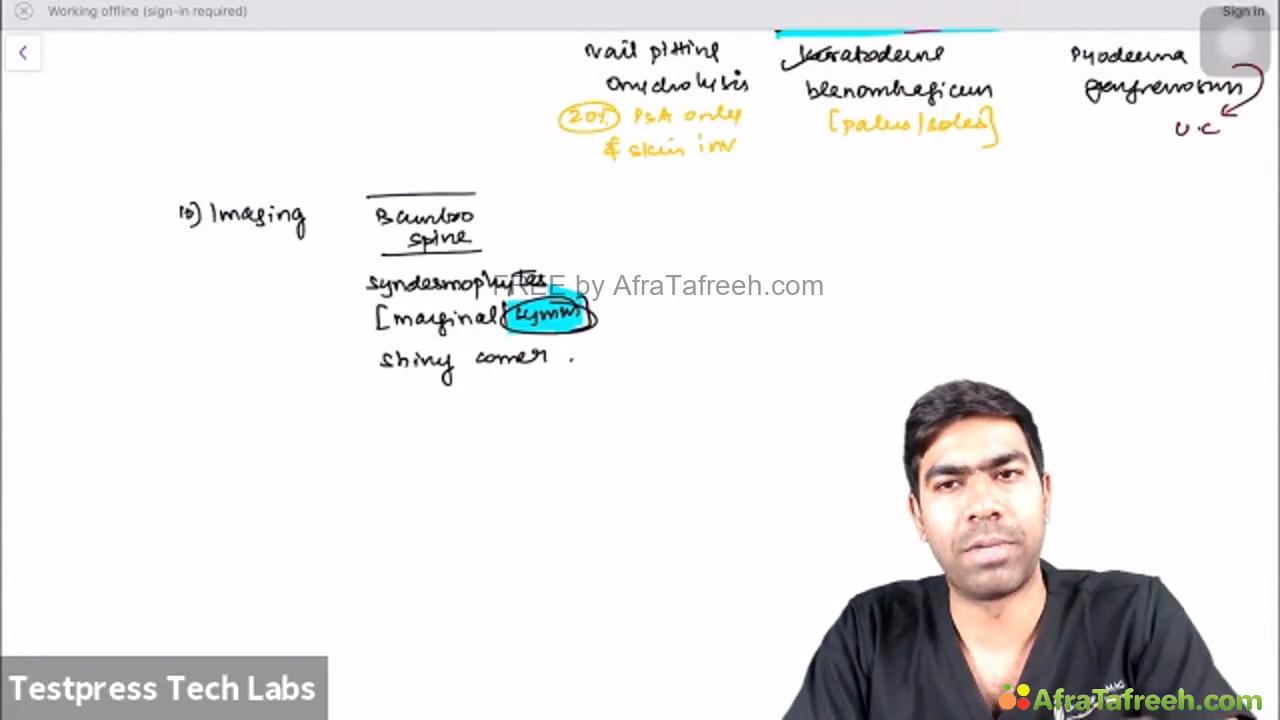 Working offline (sign-in required)
Sign in
nail pitting
onycholysis
20% PSA only
& skin inv
Keratoderma
blenorrhagicum
[palms/soles]
Pyoderma
gangrenosum
U.C
10) Imaging
Bamboo
spine
syndesmophytes
[marginal symm]
shiny corner .
FREE by AfraTafreeh.com
Testpress Tech Labs
AfraTafreeh.com